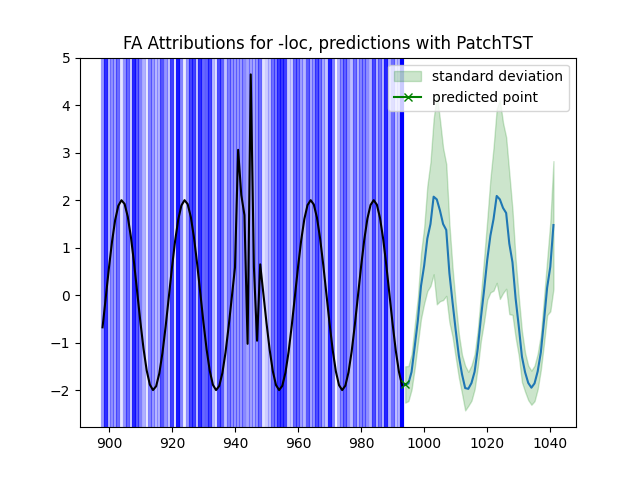 FA Attributions for -loc, predictions with PatchTST
5
4
3
2
1
0
−1
−2
standard deviation
predicted point
900 920 940 960 980 1000 1020 1040